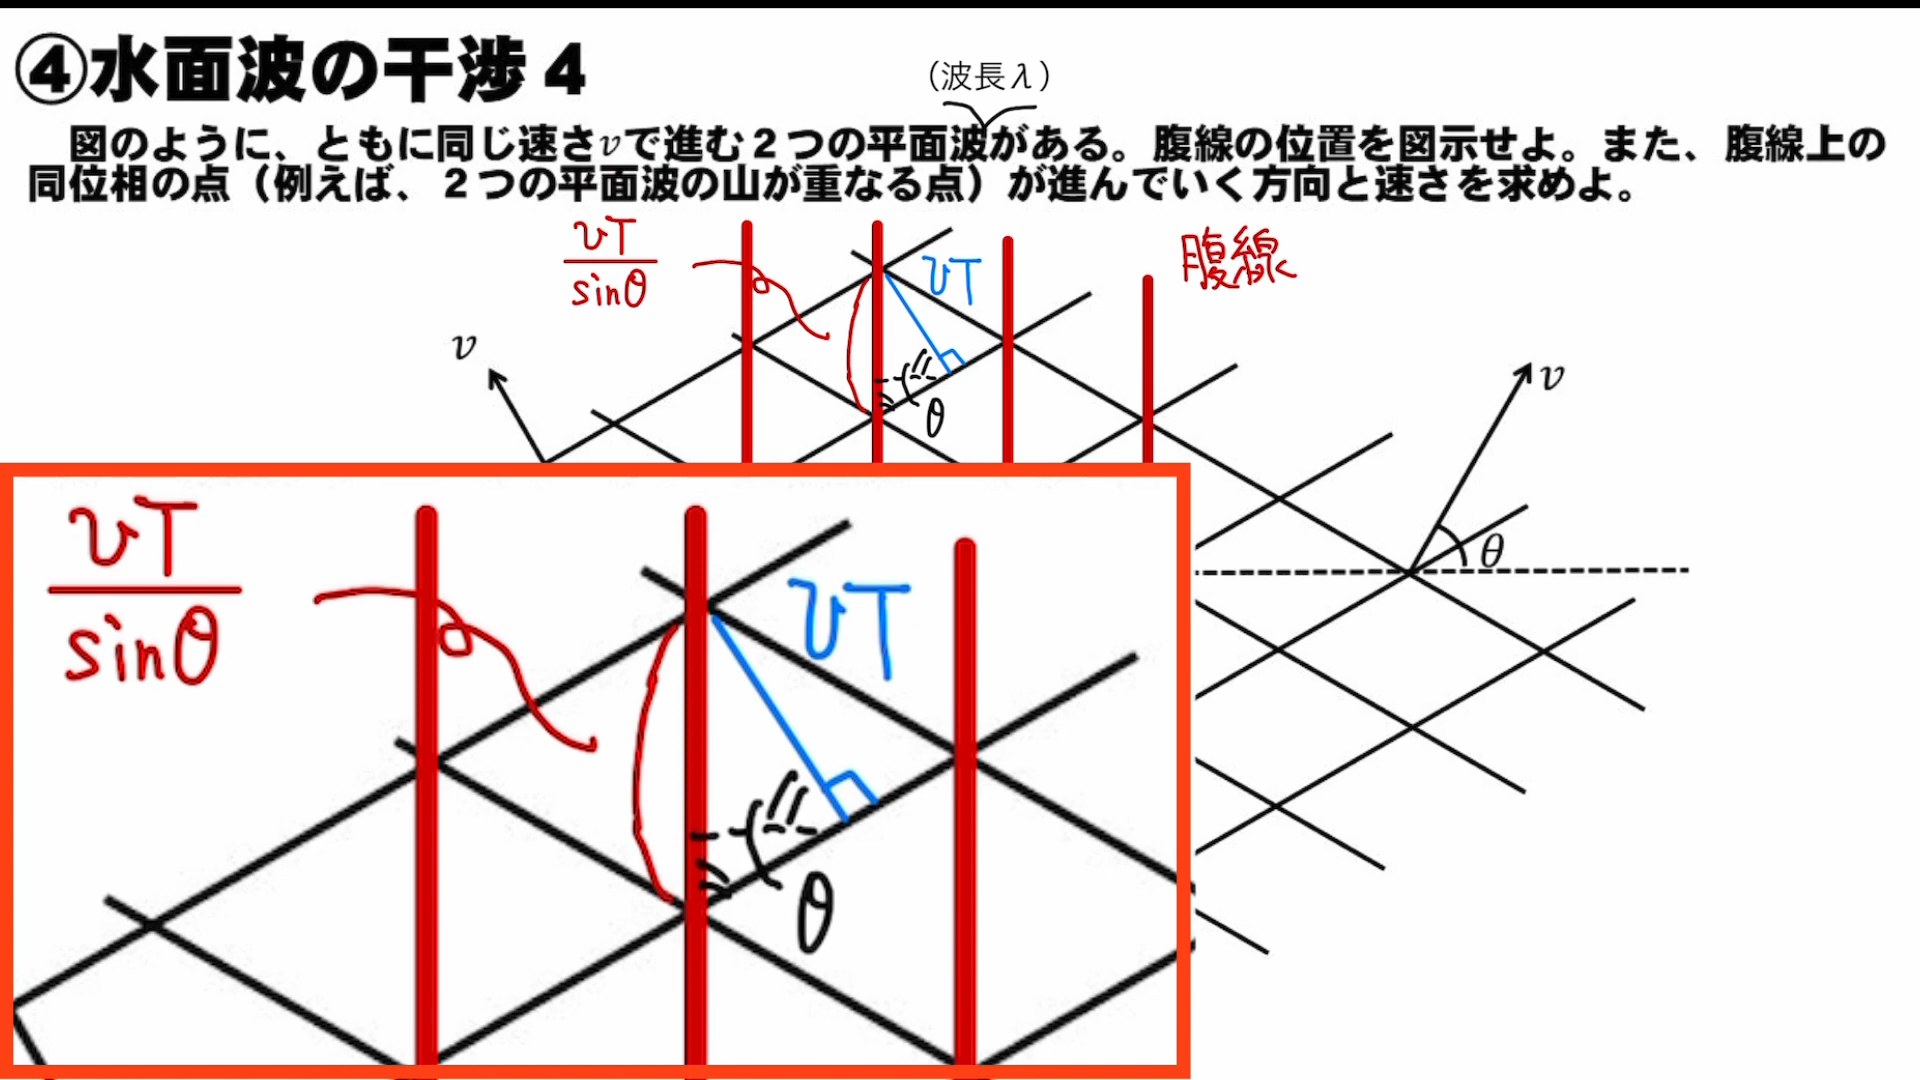 ④水面波の干渉４
（波長λ）
図のように、ともに同じ速さvで進む２つの平面波がある。腹線の位置を図示せよ。また、腹線上の
同位相の点（例えば、２つの平面波の山が重なる点）が進んでいく方向と速さを求めよ。
vT
sinθ
vT
腹線
v
θ
v
θ
vT
sinθ
vT
θ